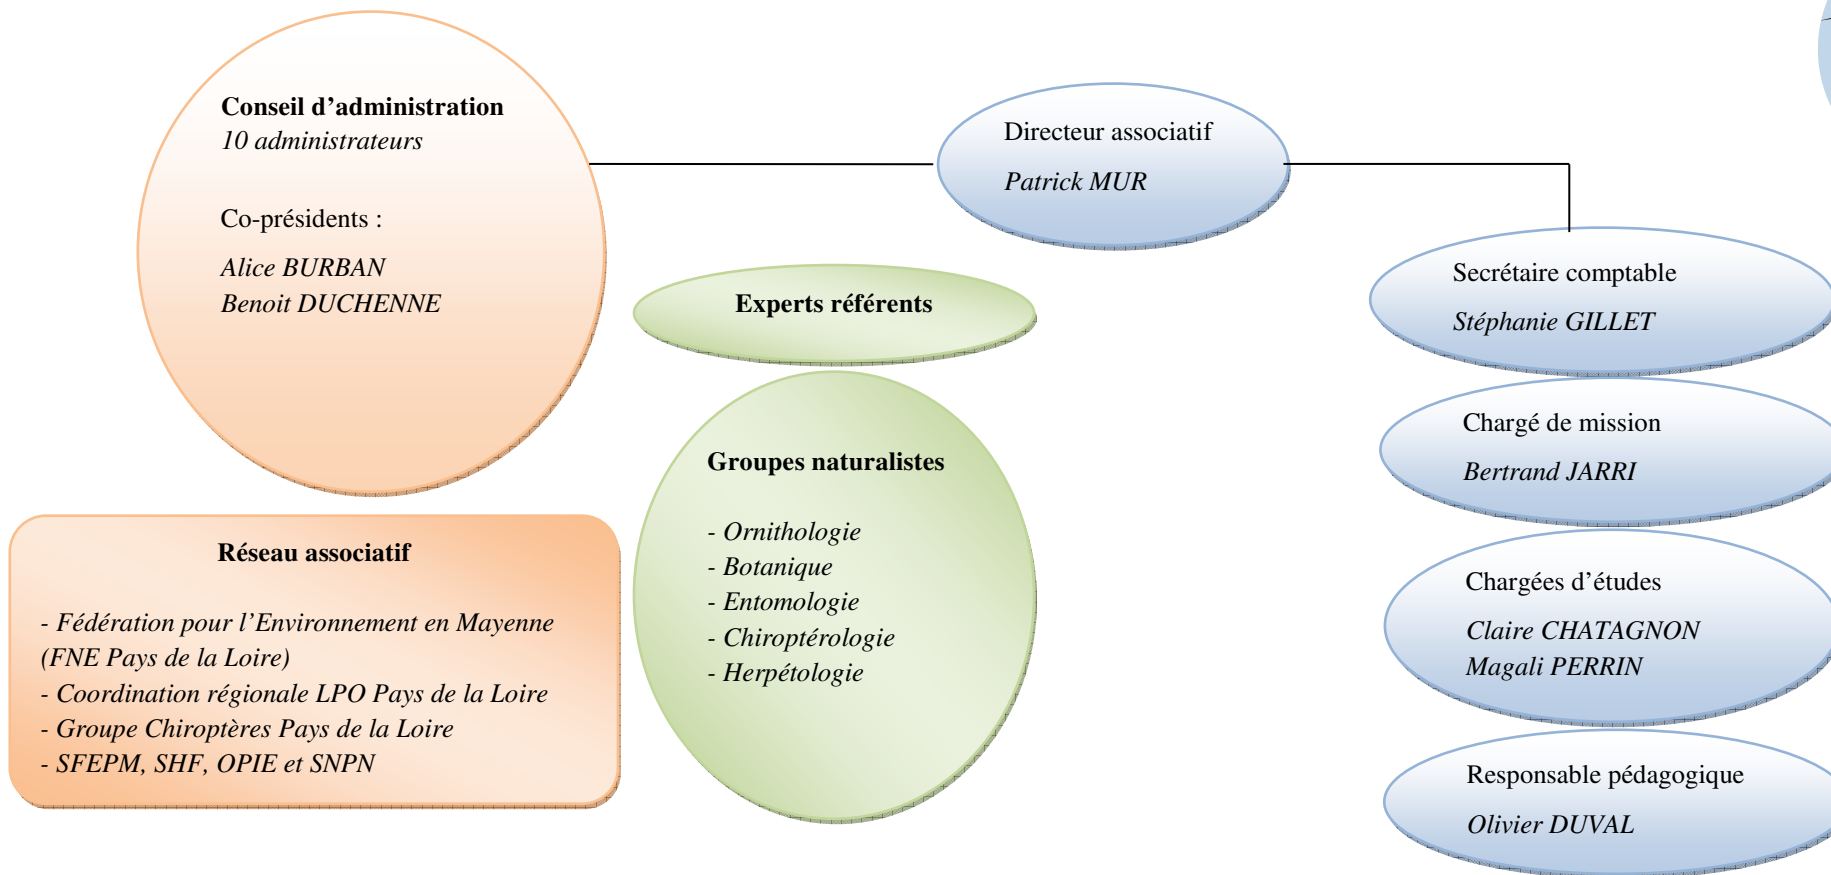 Conseil d’administration
10 administrateurs
Co-présidents :
Alice BURBAN
Benoit DUCHENNE
Directeur associatif
Patrick MUR
Experts référents
Groupes naturalistes
- Ornithologie
- Botanique
- Entomologie
- Chiroptérologie
- Herpétologie
Réseau associatif
- Fédération pour l’Environnement en Mayenne
(FNE Pays de la Loire)
- Coordination régionale LPO Pays de la Loire
- Groupe Chiroptères Pays de la Loire
- SFEPM, SHF, OPIE et SNPN
Secrétaire comptable
Stéphanie GILLET
Chargé de mission
Bertrand JARRI
Chargées d’études
Claire CHATAGNON
Magali PERRIN
Responsable pédagogique
Olivier DUVAL